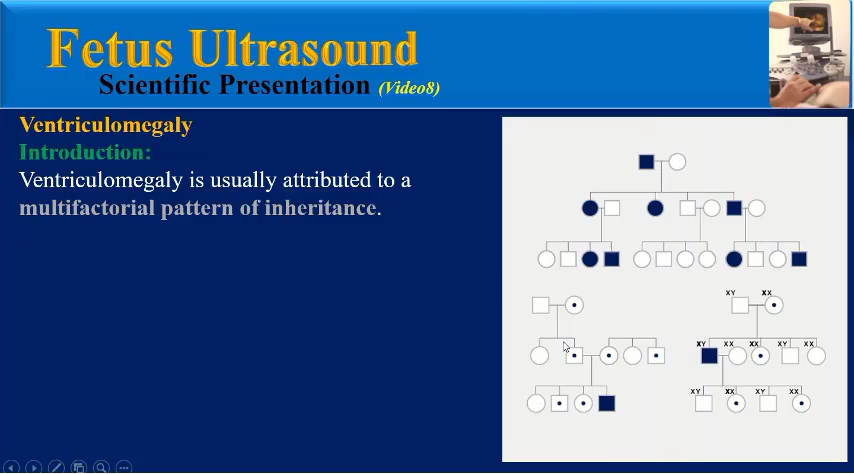 Fetus Ultrasound
Scientific Presentation (Video8)
Ventriculomegaly
Introduction:
Ventriculomegaly is usually attributed to a
multifactorial pattern of inheritance.
XY XX
XY XX XX XY XX
XY XX XY XX